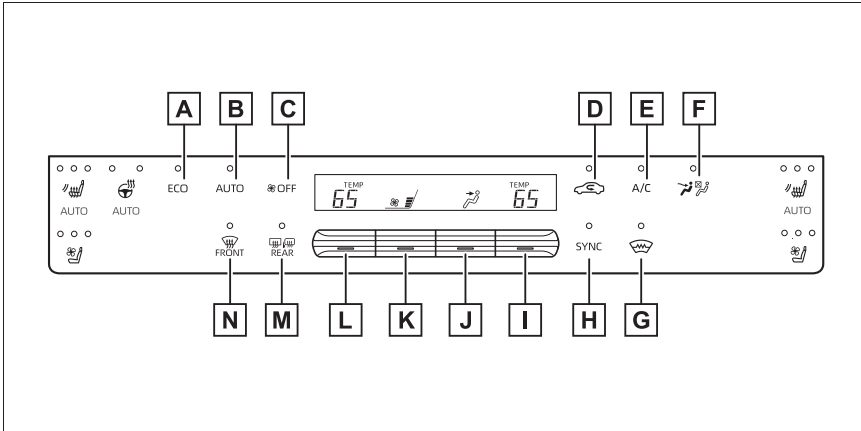 A B C D E F
ECO AUTO OFF TEMP 65 TEMP 65 A/C
AUTO AUTO AUTO
FRONT REAR SYNC
N M L K J I H G